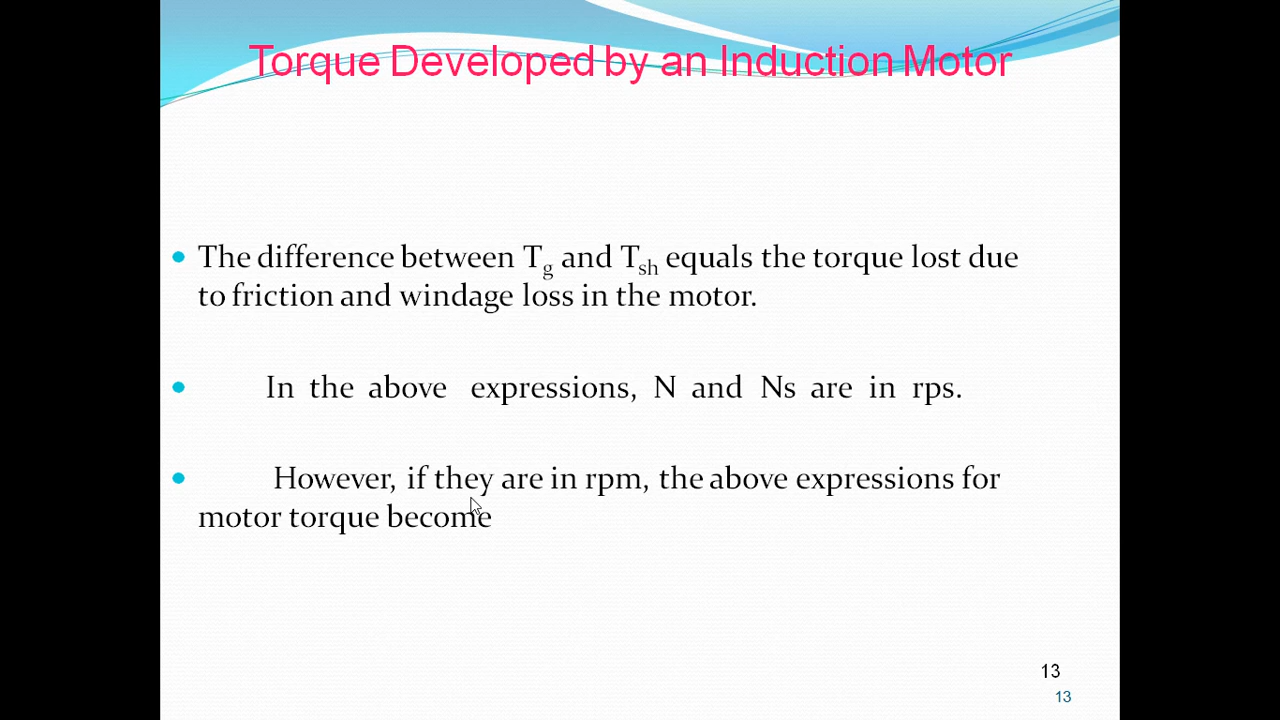 Torque Developed by an Induction Motor
• The difference between Tg and Tsh equals the torque lost due
to friction and windage loss in the motor.
• In the above expressions, N and Ns are in rps.
• However, if they are in rpm, the above expressions for
motor torque become
13
13